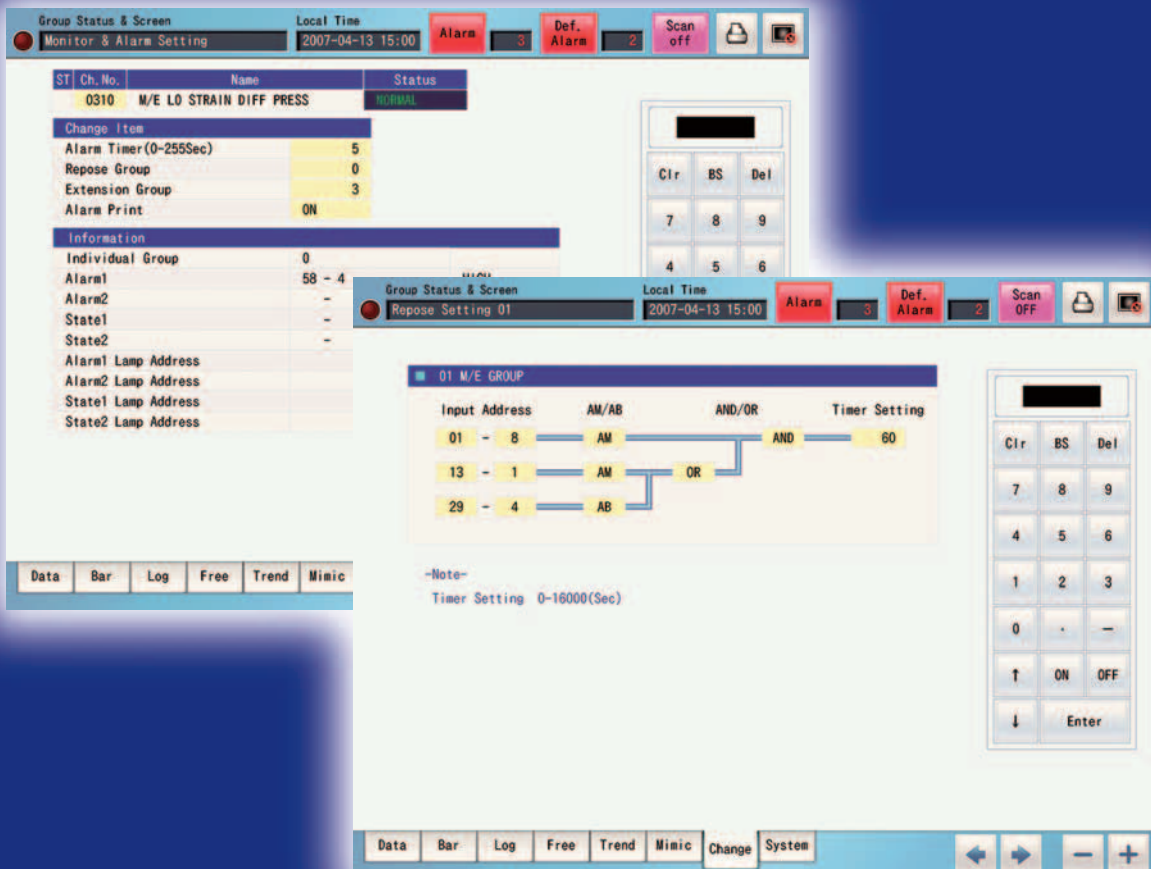 Group Status & Screen Local Time
Monitor & Alarm Setting 2007-04-13 15:00 Alarm 3 Def. Alarm 2 Scan off
ST Ch.No. Name Status
0310 M/E LO STRAIN DIFF PRESS NORMAL
Change Item
Alarm Timer(0-255Sec) 5
Repose Group 0
Extension Group 3
Alarm Print ON
Information
Individual Group 0
Alarm1 58 - 4
Alarm2 -
State1 -
State2 -
Alarm1 Lamp Address
Alarm2 Lamp Address
State1 Lamp Address
State2 Lamp Address
Clr BS Del
7 8 9
4 5 6
Data Bar Log Free Trend Mimic
Group Status & Screen Local Time
Repose Setting 01 2007-04-13 15:00 Alarm 3 Def. Alarm 2 Scan OFF
01 M/E GROUP
Input Address AM/AB AND/OR Timer Setting
01 - 8 AM AND 60
13 - 1 AM OR
29 - 4 AB
-Note-
Timer Setting 0-16000(Sec)
Clr BS Del
7 8 9
4 5 6
1 2 3
0 . -
↑ ON OFF
↓ Enter
Data Bar Log Free Trend Mimic Change System
- +